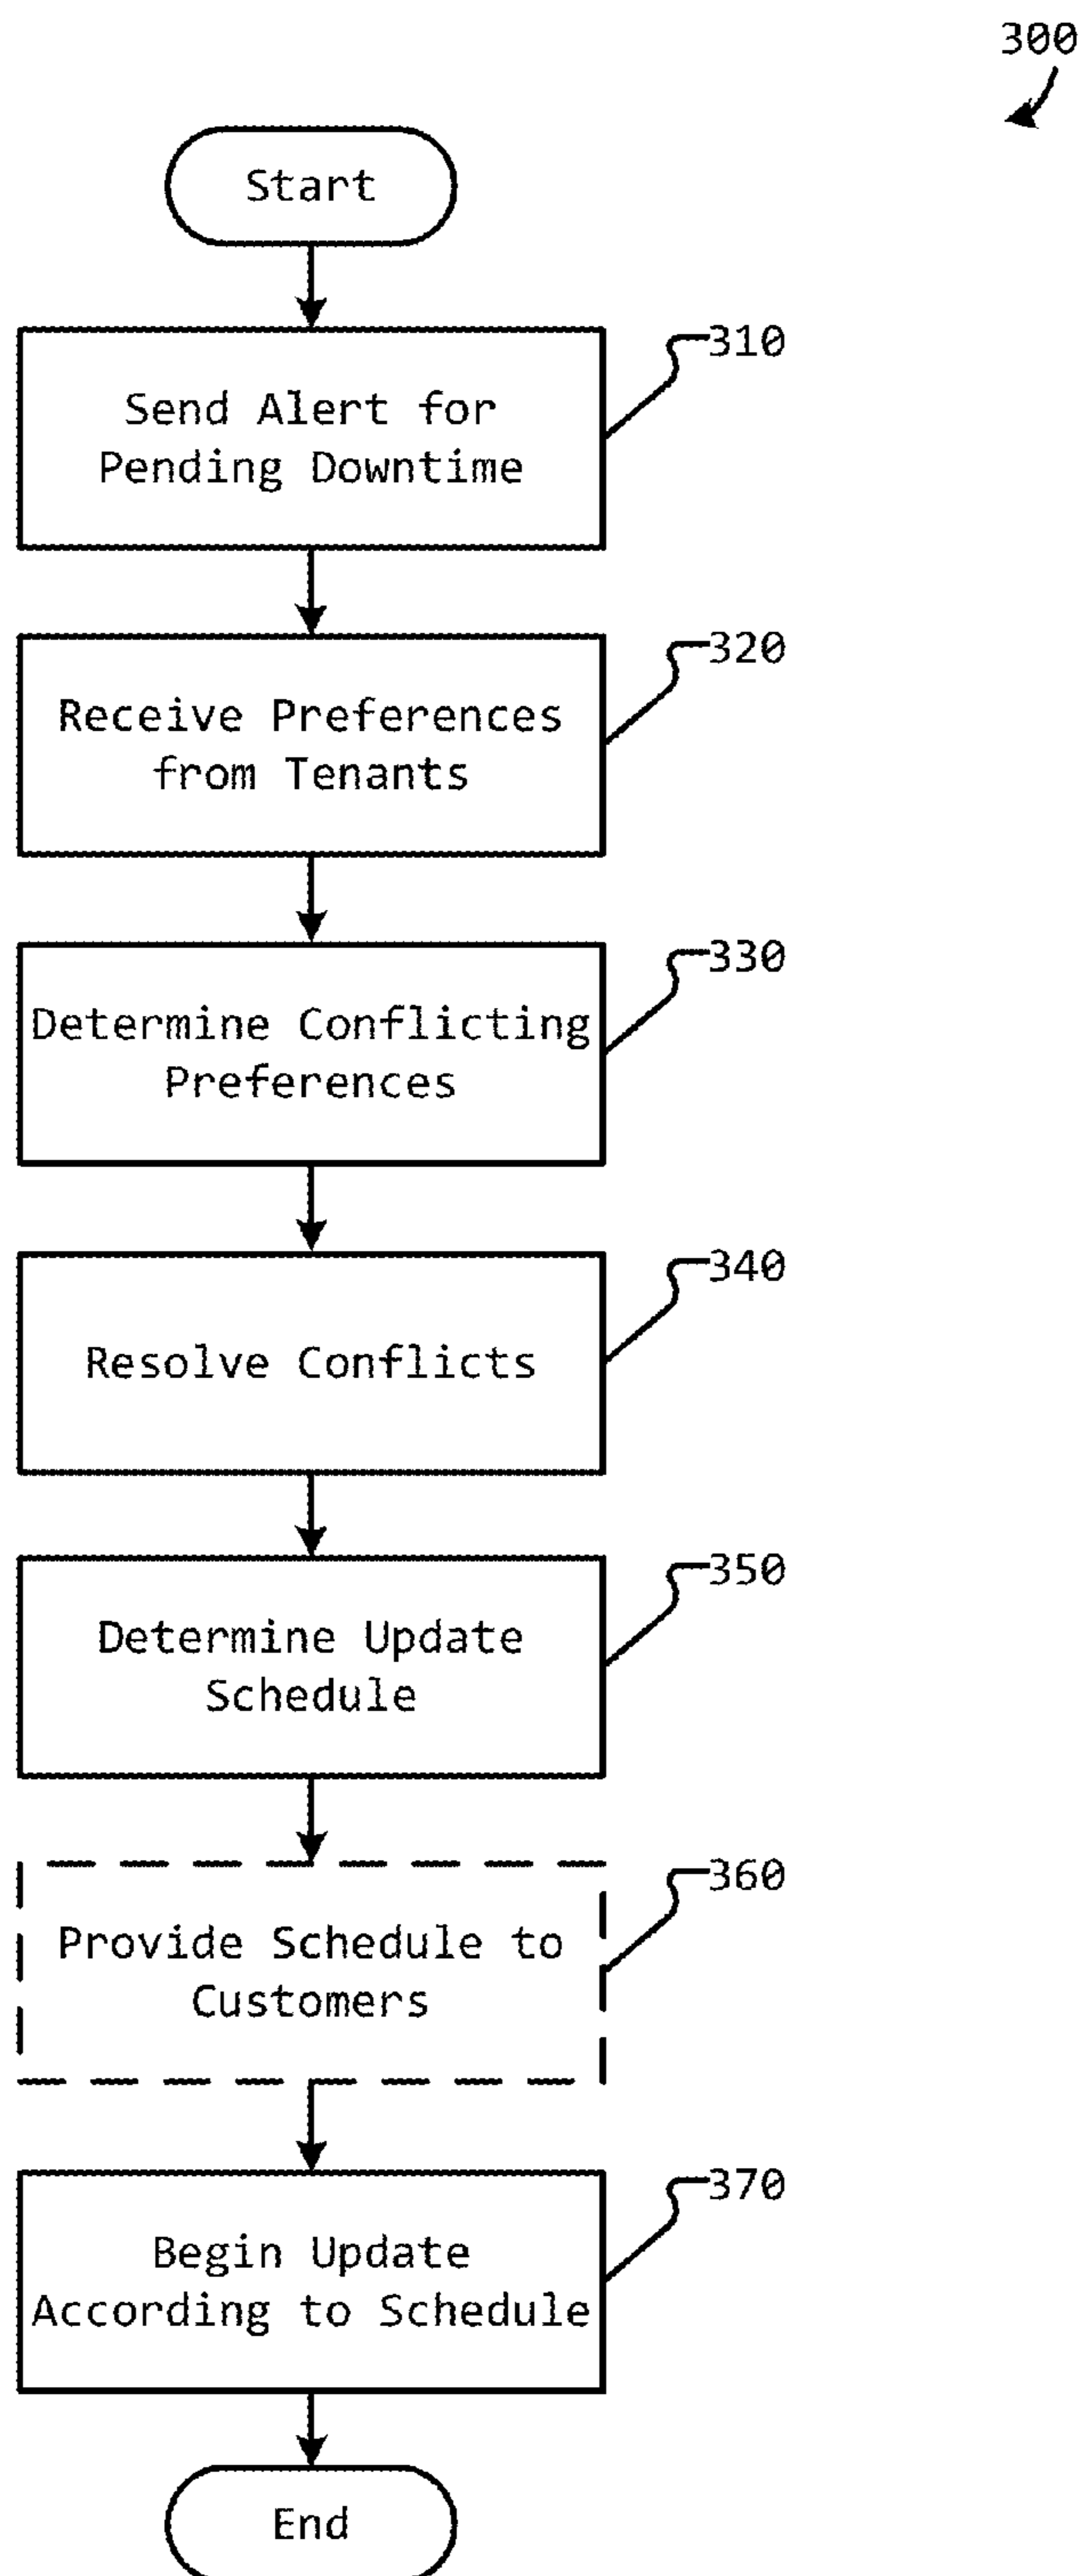 300
Start
Send Alert for
Pending Downtime
310
Receive Preferences
from Tenants
320
Determine Conflicting
Preferences
330
Resolve Conflicts
340
Determine Update
Schedule
350
Provide Schedule to
Customers
360
Begin Update
According to Schedule
370
End